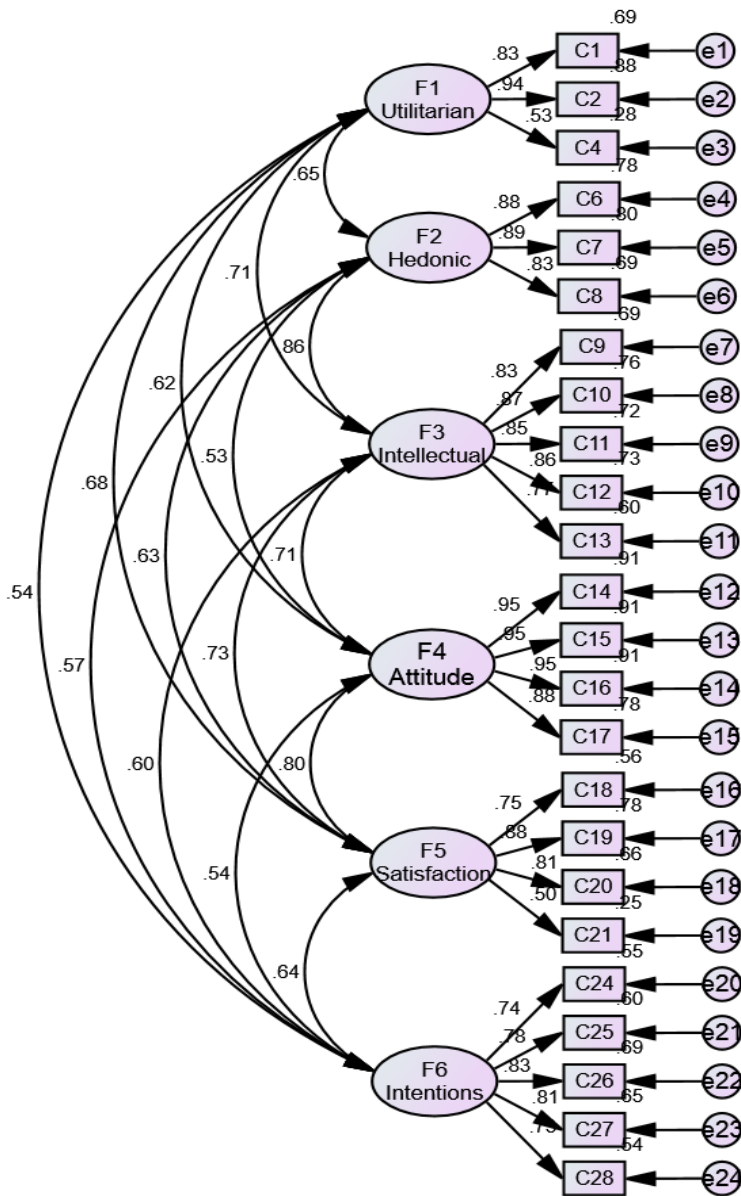 .69
.83 C1 e1
.88
F1
Utilitarian
.94 C2 e2
.28
.53 C4 e3
.78
.65
.88 C6 e4
.80
F2
Hedonic
.89 C7 e5
.69
.83 C8 e6
.69
.71
.86
.83 C9 e7
.76
.62
.87 C10 e8
.72
F3
Intellectual
.85 C11 e9
.73
.53
.86 C12 e10
.60
.68
C13 e11
.91
.63
.71
.95 C14 e12
.91
.54
.95 C15 e13
.91
F4
Attitude
.73
.95 C16 e14
.78
.57
.88 C17 e15
.56
.60
.80
.75 C18 e16
.78
.88 C19 e17
.66
F5
Satisfaction
.81 C20 e18
.25
.54
.50 C21 e19
.55
.64
.74 C24 e20
.60
.78 C25 e21
.69
F6
Intentions
.83 C26 e22
.65
.81 C27 e23
.54
C28 e24